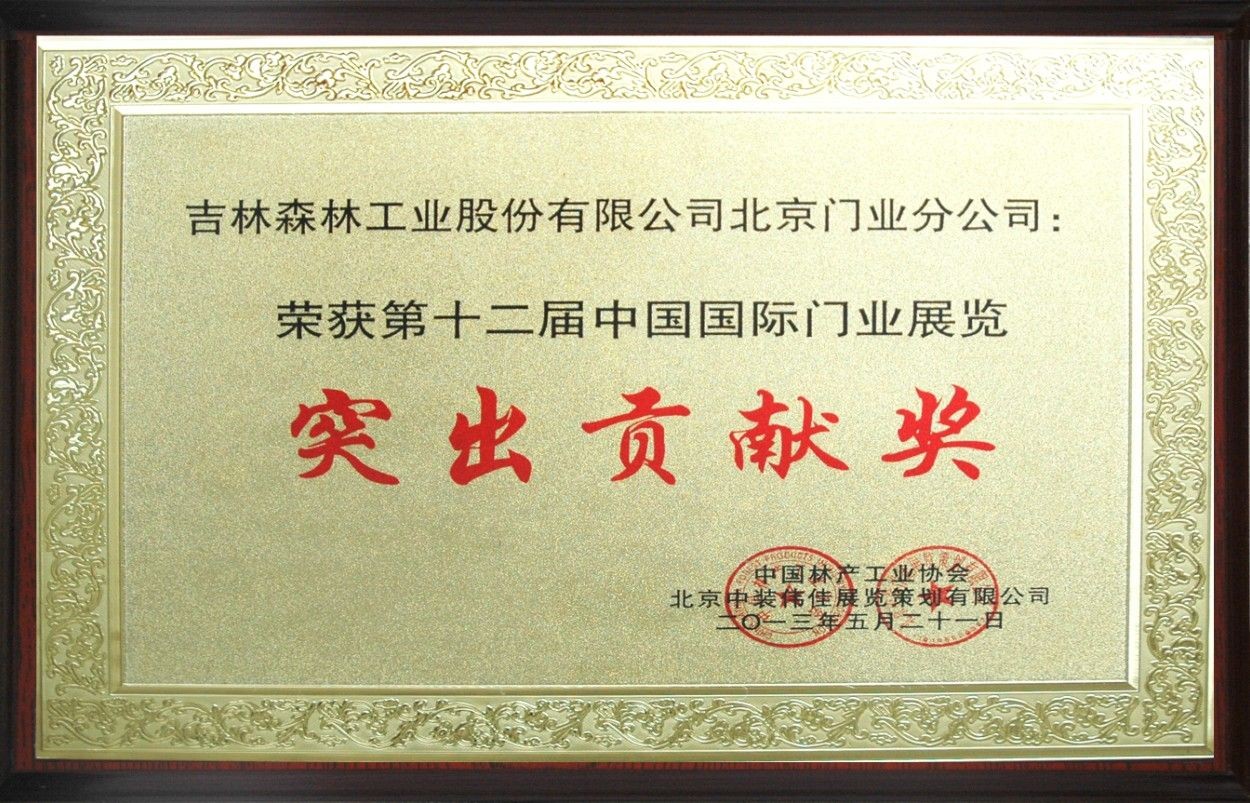 吉林森林工业股份有限公司北京门业分公司：
荣获第十二届中国国际门业展览
突出贡献奖
中国林产工业协会
北京中装伟佳展览策划有限公司
二〇一三年五月二十一日